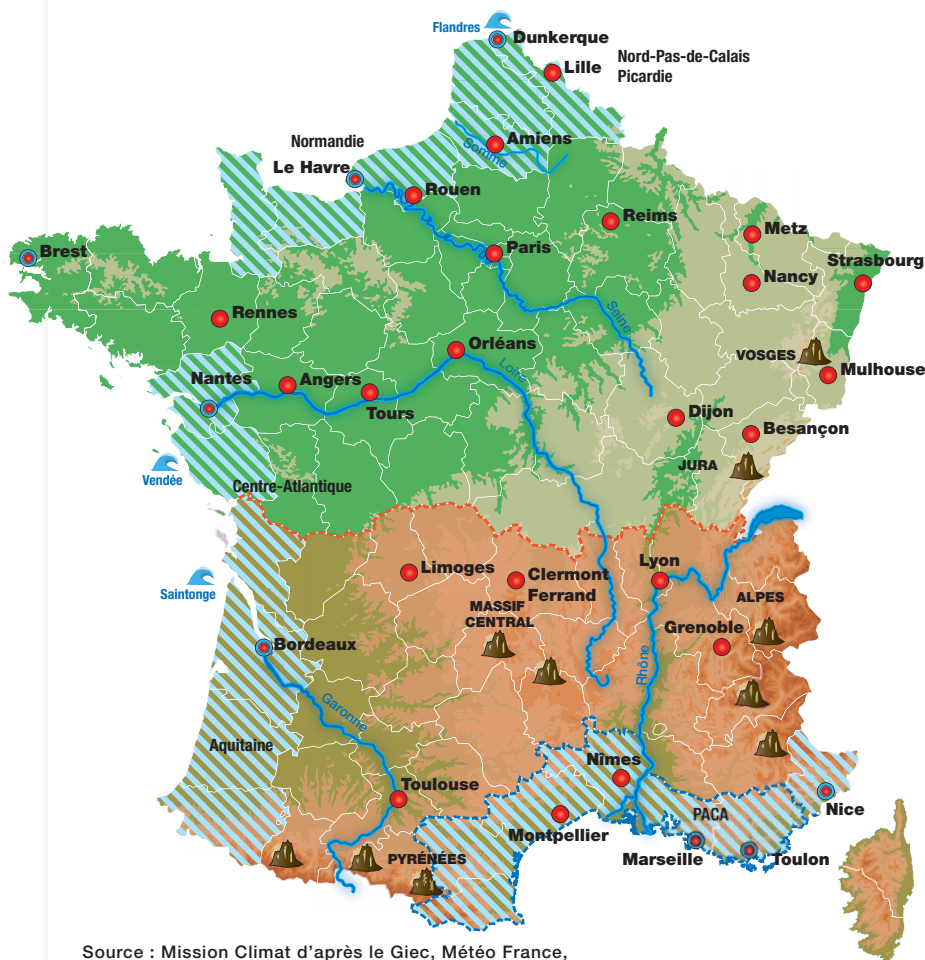 Flandres
Dunkerque
Lille
Nord-Pas-de-Calais
Picardie
Amiens
Somme
Normandie
Le Havre
Rouen
Reims
Metz
Paris
Brest
Strasbourg
Nancy
Rennes
Seine
Orléans
VOSGES
Loire
Mulhouse
Nantes
Angers
Tours
Dijon
Besançon
JURA
Vendée
Centre-Atlantique
Lyon
Limoges
Clermont
Ferrand
Saintonge
ALPES
MASSIF
CENTRAL
Grenoble
Bordeaux
Rhône
Garonne
Aquitaine
Nîmes
Toulouse
PACA
Nice
Montpellier
Marseille
Toulon
PYRÉNÉES
Source : Mission Climat d'après le Giec, Météo France,